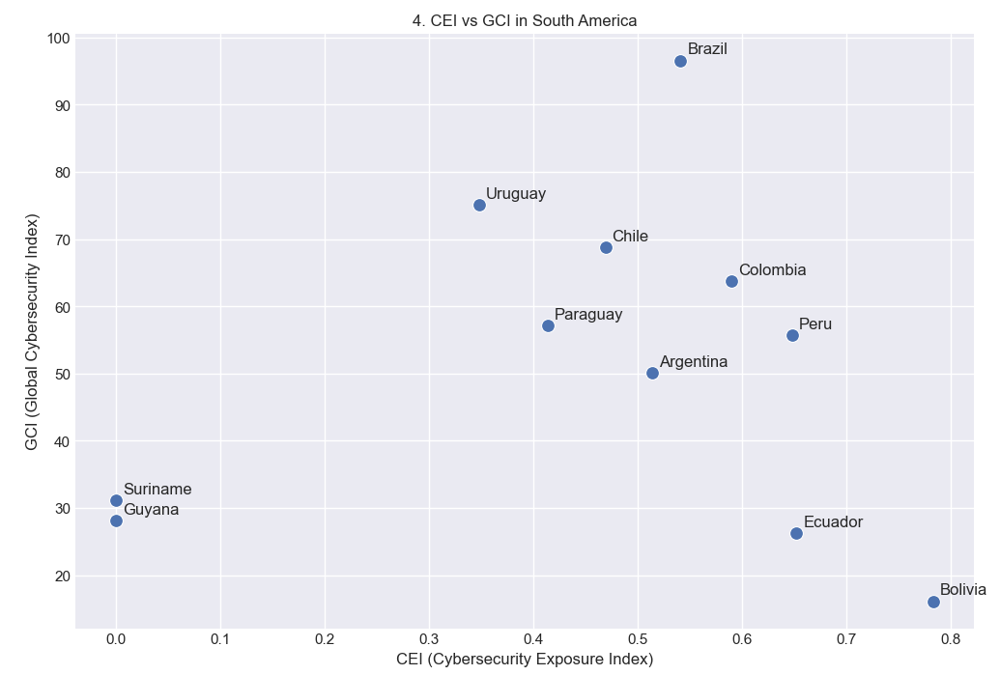 4. CEI vs GCI in South America
100
90
80
70
60
50
40
30
20
GCI (Global Cybersecurity Index)
Brazil
Uruguay
Chile
Colombia
Paraguay
Peru
Argentina
Suriname
Guyana
Ecuador
Bolivia
0.0 0.1 0.2 0.3 0.4 0.5 0.6 0.7 0.8
CEI (Cybersecurity Exposure Index)